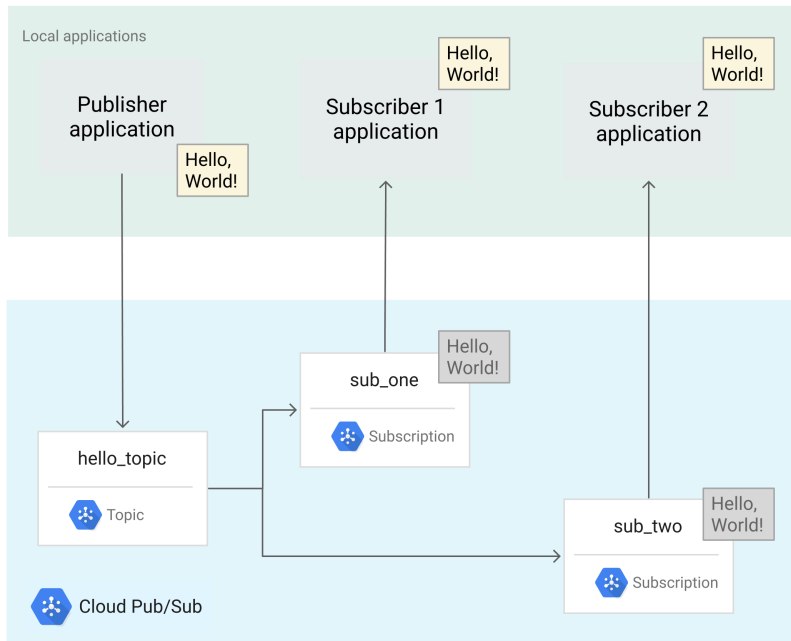 Local applications
Publisher
application
Hello,
World!
Subscriber 1
application
Hello,
World!
Subscriber 2
application
Hello,
World!
sub_one
Subscription
Hello,
World!
hello_topic
Topic
sub_two
Subscription
Hello,
World!
Cloud Pub/Sub